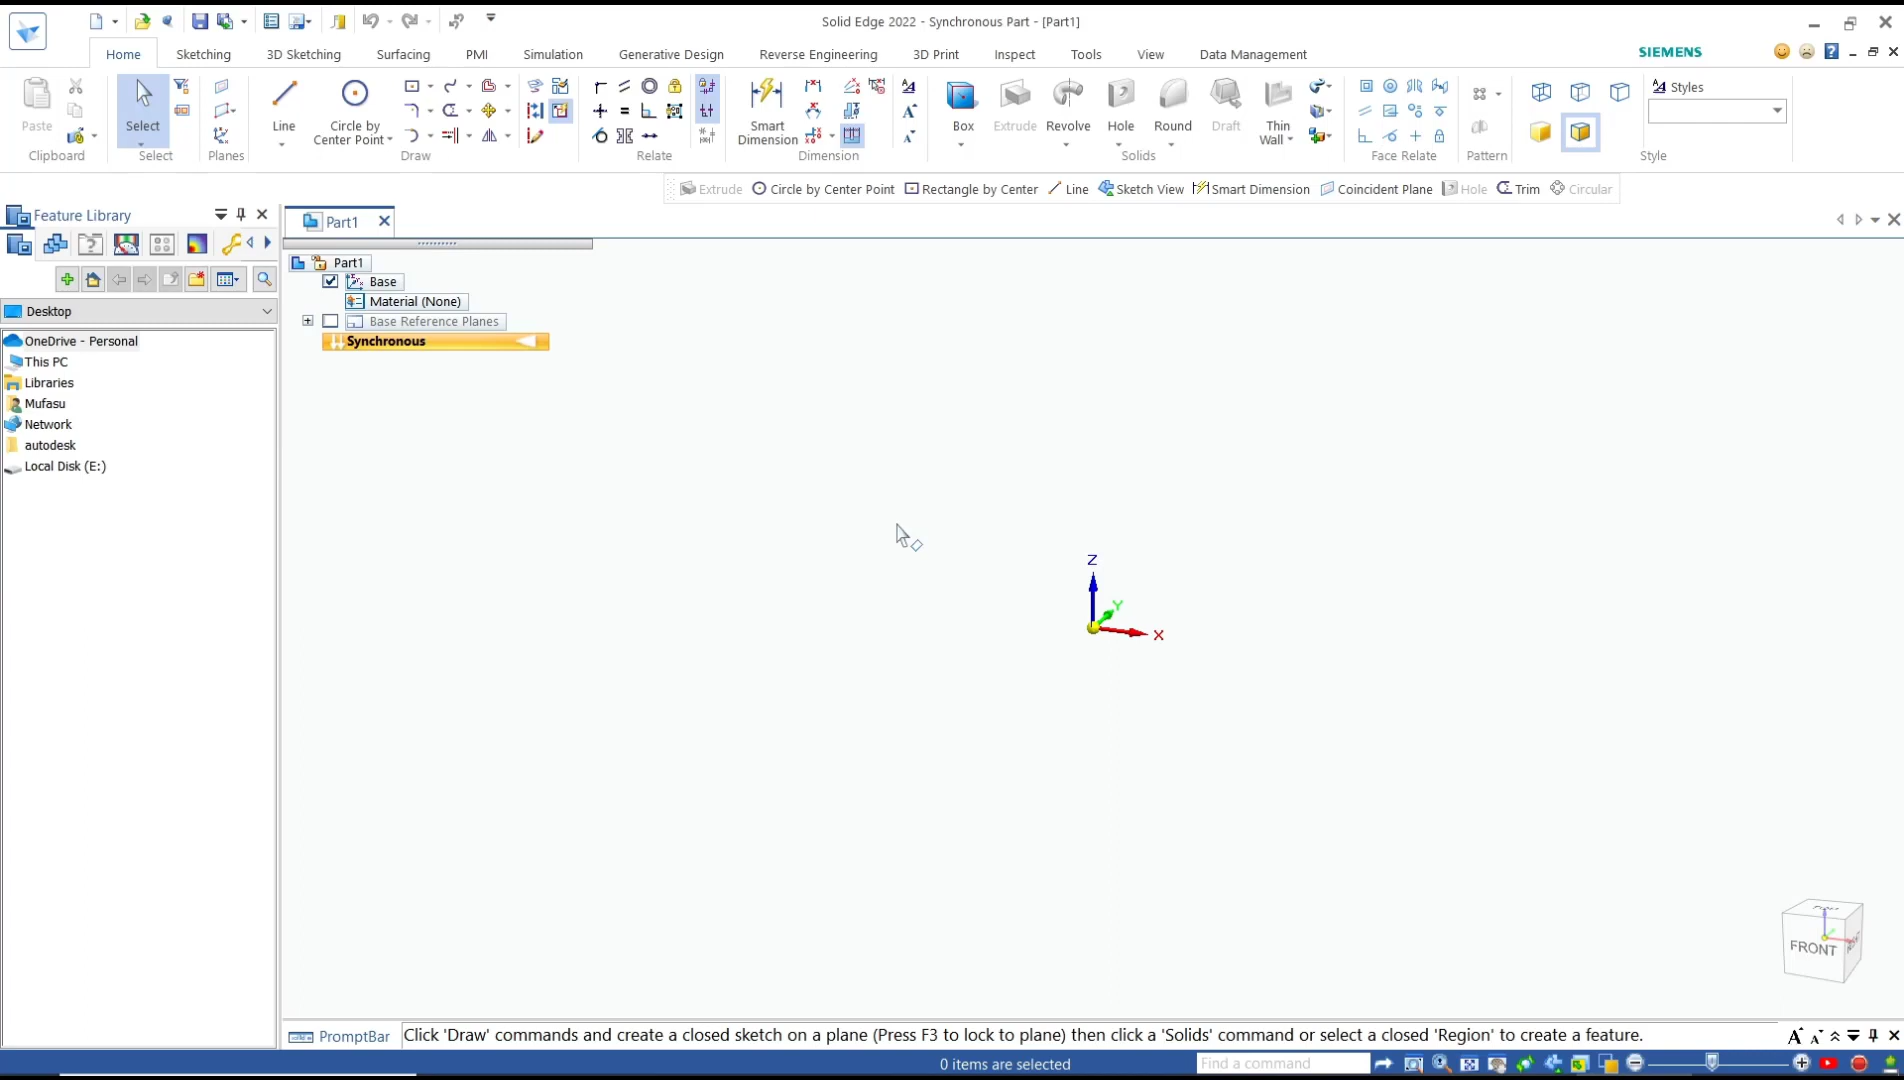 Solid Edge 2022 - Synchronous Part - [Part1]
Home Sketching 3D Sketching Surfacing PMI Simulation Generative Design Reverse Engineering 3D Print Inspect Tools View Data Management SIEMENS
Paste Select Line Circle by Center Point Smart Dimension Box Extrude Revolve Hole Round Draft Thin Wall Styles
Clipboard Select Planes Draw Relate Dimension Solids Face Relate Pattern Style
Extrude Circle by Center Point Rectangle by Center Line Sketch View Smart Dimension Coincident Plane Hole Trim Circular
Feature Library
Part1
Part1
Base
Material (None)
Base Reference Planes
Synchronous
Desktop
OneDrive - Personal
This PC
Libraries
Mufasu
Network
autodesk
Local Disk (E:)
Z
Y
X
TOP
FRONT
PromptBar Click 'Draw' commands and create a closed sketch on a plane (Press F3 to lock to plane) then click a 'Solids' command or select a closed 'Region' to create a feature.
0 items are selected Find a command